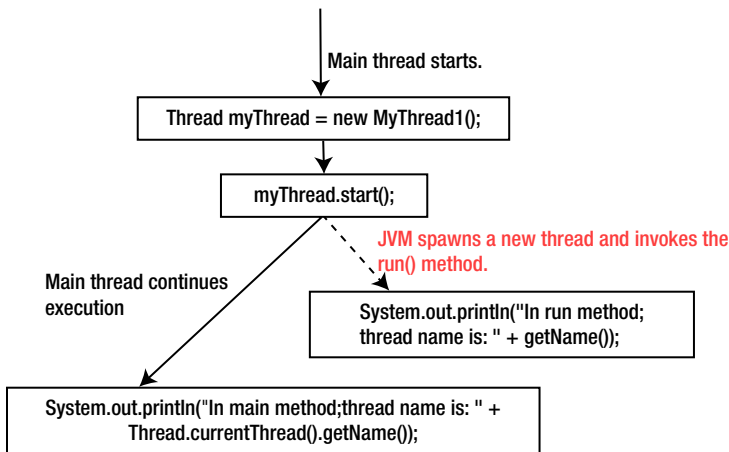 Main thread starts.
Thread myThread = new MyThread1();
myThread.start();
JVM spawns a new thread and invokes the
run() method.
Main thread continues
execution
System.out.println("In run method;
thread name is: " + getName());
System.out.println("In main method;thread name is: " +
Thread.currentThread().getName());